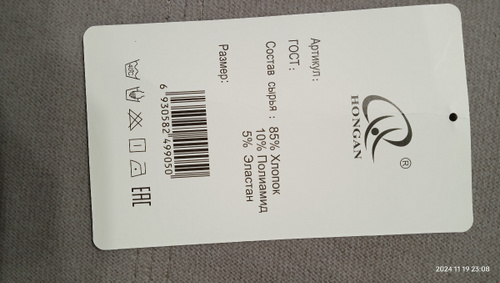 HONGAN
®
Артикул:
ГОСТ:
Состав сырья: 85% Хлопок
10% Полиамид
5% Эластан
Размер:
6 930582 499050
40°C
EAC
2024 11 19 23:08